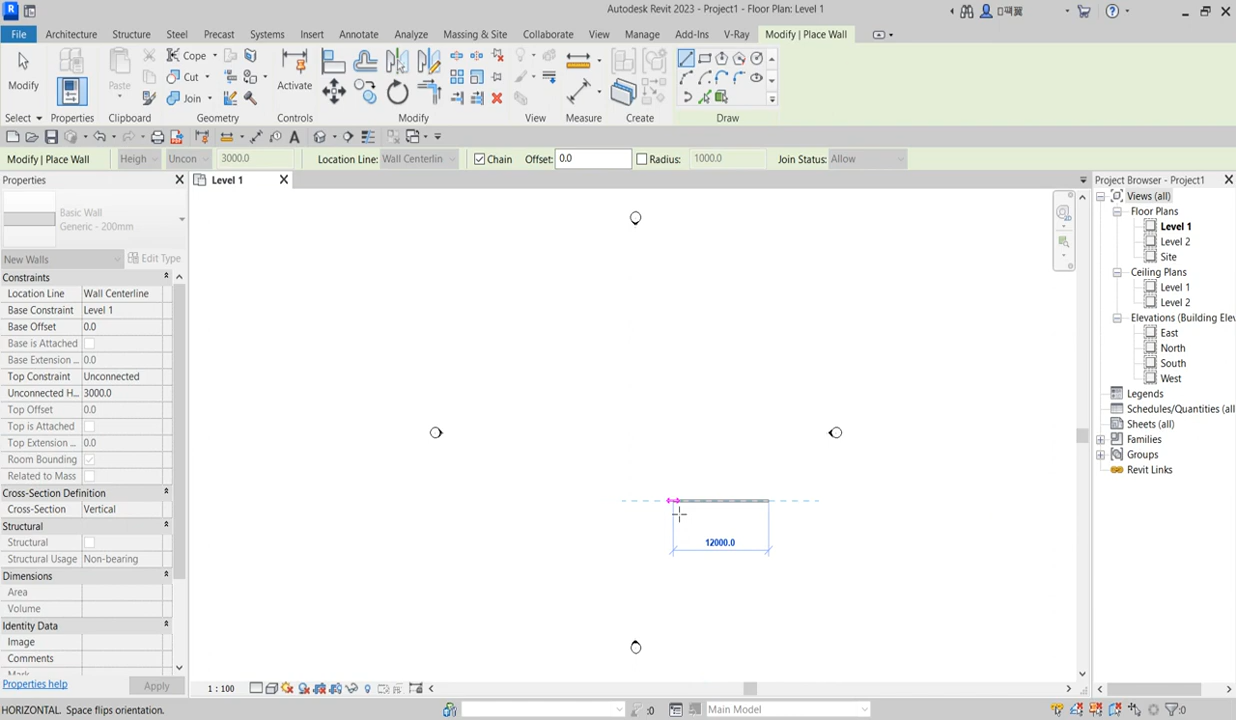 Autodesk Revit 2023 - Project1 - Floor Plan: Level 1
File Architecture Structure Steel Precast Systems Insert Annotate Analyze Massing & Site Collaborate View Manage Add-Ins V-Ray Modify | Place Wall
Modify Paste Cope Cut Join Activate
Select Properties Clipboard Geometry Controls Modify View Measure Create Draw
Modify | Place Wall Heigh Uncon 3000.0 Location Line: Wall Centerlin Chain Offset: 0.0 Radius: 1000.0 Join Status: Allow
Properties
Basic Wall
Generic - 200mm
New Walls Edit Type
Constraints
Location Line Wall Centerline
Base Constraint Level 1
Base Offset 0.0
Base is Attached
Base Extension ... 0.0
Top Constraint Unconnected
Unconnected H... 3000.0
Top Offset 0.0
Top is Attached
Top Extension ... 0.0
Room Bounding
Related to Mass
Cross-Section Definition
Cross-Section Vertical
Structural
Structural
Structural Usage Non-bearing
Dimensions
Area
Volume
Identity Data
Image
Comments
Properties help Apply
Level 1
12000.0
Project Browser - Project1
Views (all)
Floor Plans
Level 1
Level 2
Site
Ceiling Plans
Level 1
Level 2
Elevations (Building Elev
East
North
South
West
Legends
Schedules/Quantities (all
Sheets (all)
Families
Groups
Revit Links
1 : 100
HORIZONTAL. Space flips orientation. :0 Main Model :0